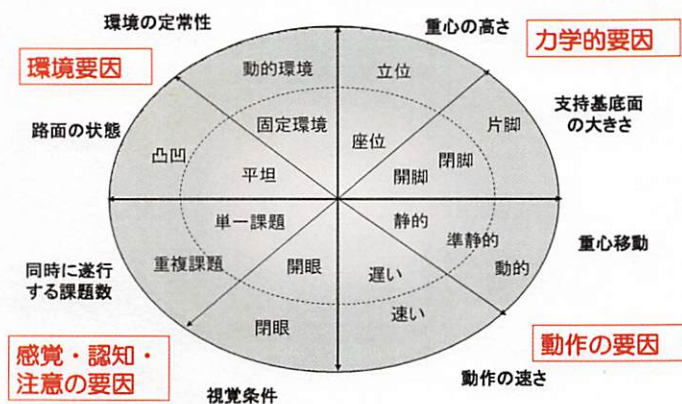 環境の定常性
重心の高さ
環境要因
力学的要因
動的環境
立位
路面の状態
支持基底面
の大きさ
固定環境
座位
片脚
凸凹
平坦
開脚
閉脚
単一課題
静的
準静的
重心移動
同時に遂行
する課題数
重複課題
開眼
遅い
動的
閉眼
速い
感覚・認知・
注意の要因
動作の要因
視覚条件
動作の速さ